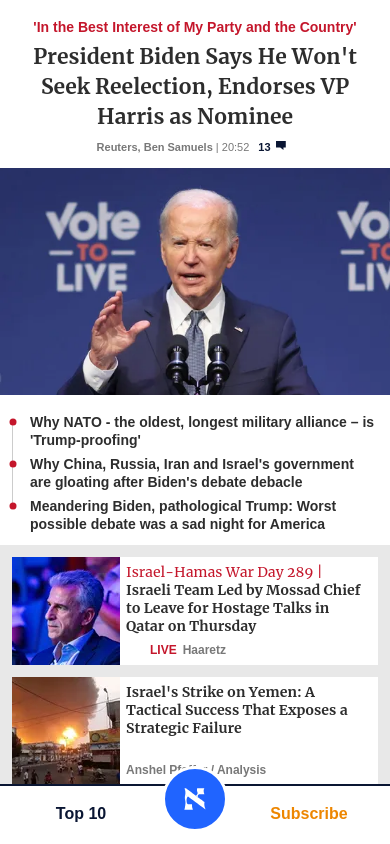 'In the Best Interest of My Party and the Country'
President Biden Says He Won't
Seek Reelection, Endorses VP
Harris as Nominee
Reuters, Ben Samuels | 20:52 13
Vote
TO
LIVE
Vo
TO
LIV
Why NATO - the oldest, longest military alliance – is
'Trump-proofing'
Why China, Russia, Iran and Israel's government
are gloating after Biden's debate debacle
Meandering Biden, pathological Trump: Worst
possible debate was a sad night for America
Israel-Hamas War Day 289 |
Israeli Team Led by Mossad Chief
to Leave for Hostage Talks in
Qatar on Thursday
LIVE Haaretz
Israel's Strike on Yemen: A
Tactical Success That Exposes a
Strategic Failure
Anshel Pfeffer / Analysis
Top 10
Subscribe